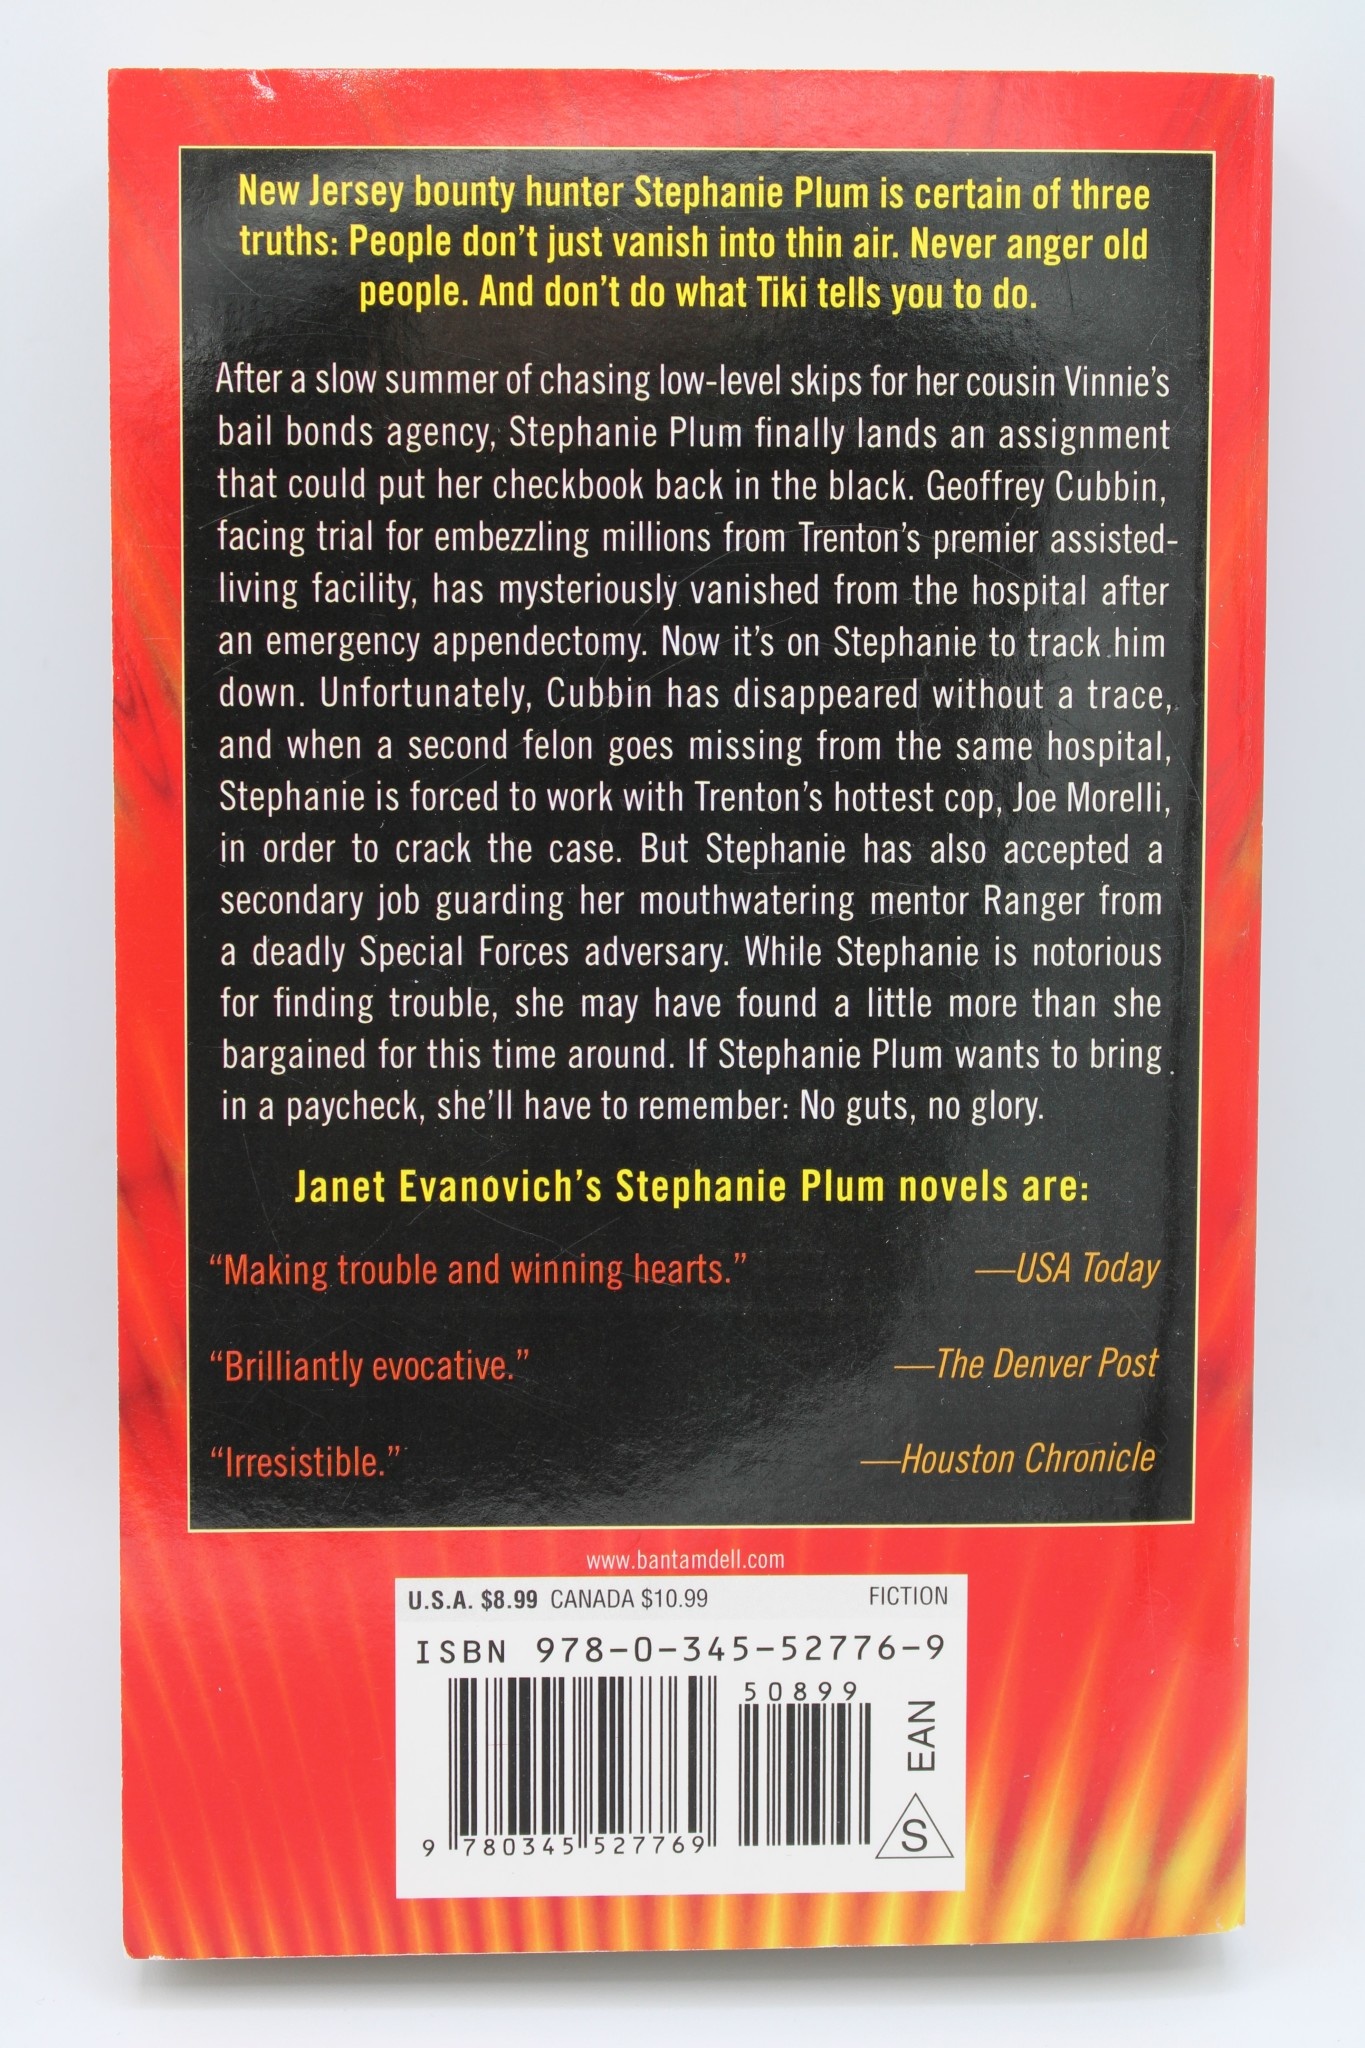 New Jersey bounty hunter Stephanie Plum is certain of three
truths: People don't just vanish into thin air. Never anger old
people. And don't do what Tiki tells you to do.
After a slow summer of chasing low-level skips for her cousin Vinnie's
bail bonds agency, Stephanie Plum finally lands an assignment
that could put her checkbook back in the black. Geoffrey Cubbin,
facing trial for embezzling millions from Trenton's premier assisted-
living facility, has mysteriously vanished from the hospital after
an emergency appendectomy. Now it's on Stephanie to track him
down. Unfortunately, Cubbin has disappeared without a trace,
and when a second felon goes missing from the same hospital,
Stephanie is forced to work with Trenton's hottest cop, Joe Morelli,
in order to crack the case. But Stephanie has also accepted a
secondary job guarding her mouthwatering mentor Ranger from
a deadly Special Forces adversary. While Stephanie is notorious
for finding trouble, she may have found a little more than she
bargained for this time around. If Stephanie Plum wants to bring
in a paycheck, she'll have to remember: No guts, no glory.
Janet Evanovich's Stephanie Plum novels are:
“Making trouble and winning hearts.” —USA Today
“Brilliantly evocative.” —The Denver Post
“Irresistible.” —Houston Chronicle
www.bantamdell.com
U.S.A. $8.99 CANADA $10.99 FICTION
ISBN 978-0-345-52776-9
50899
EAN
S
9 780345 527769